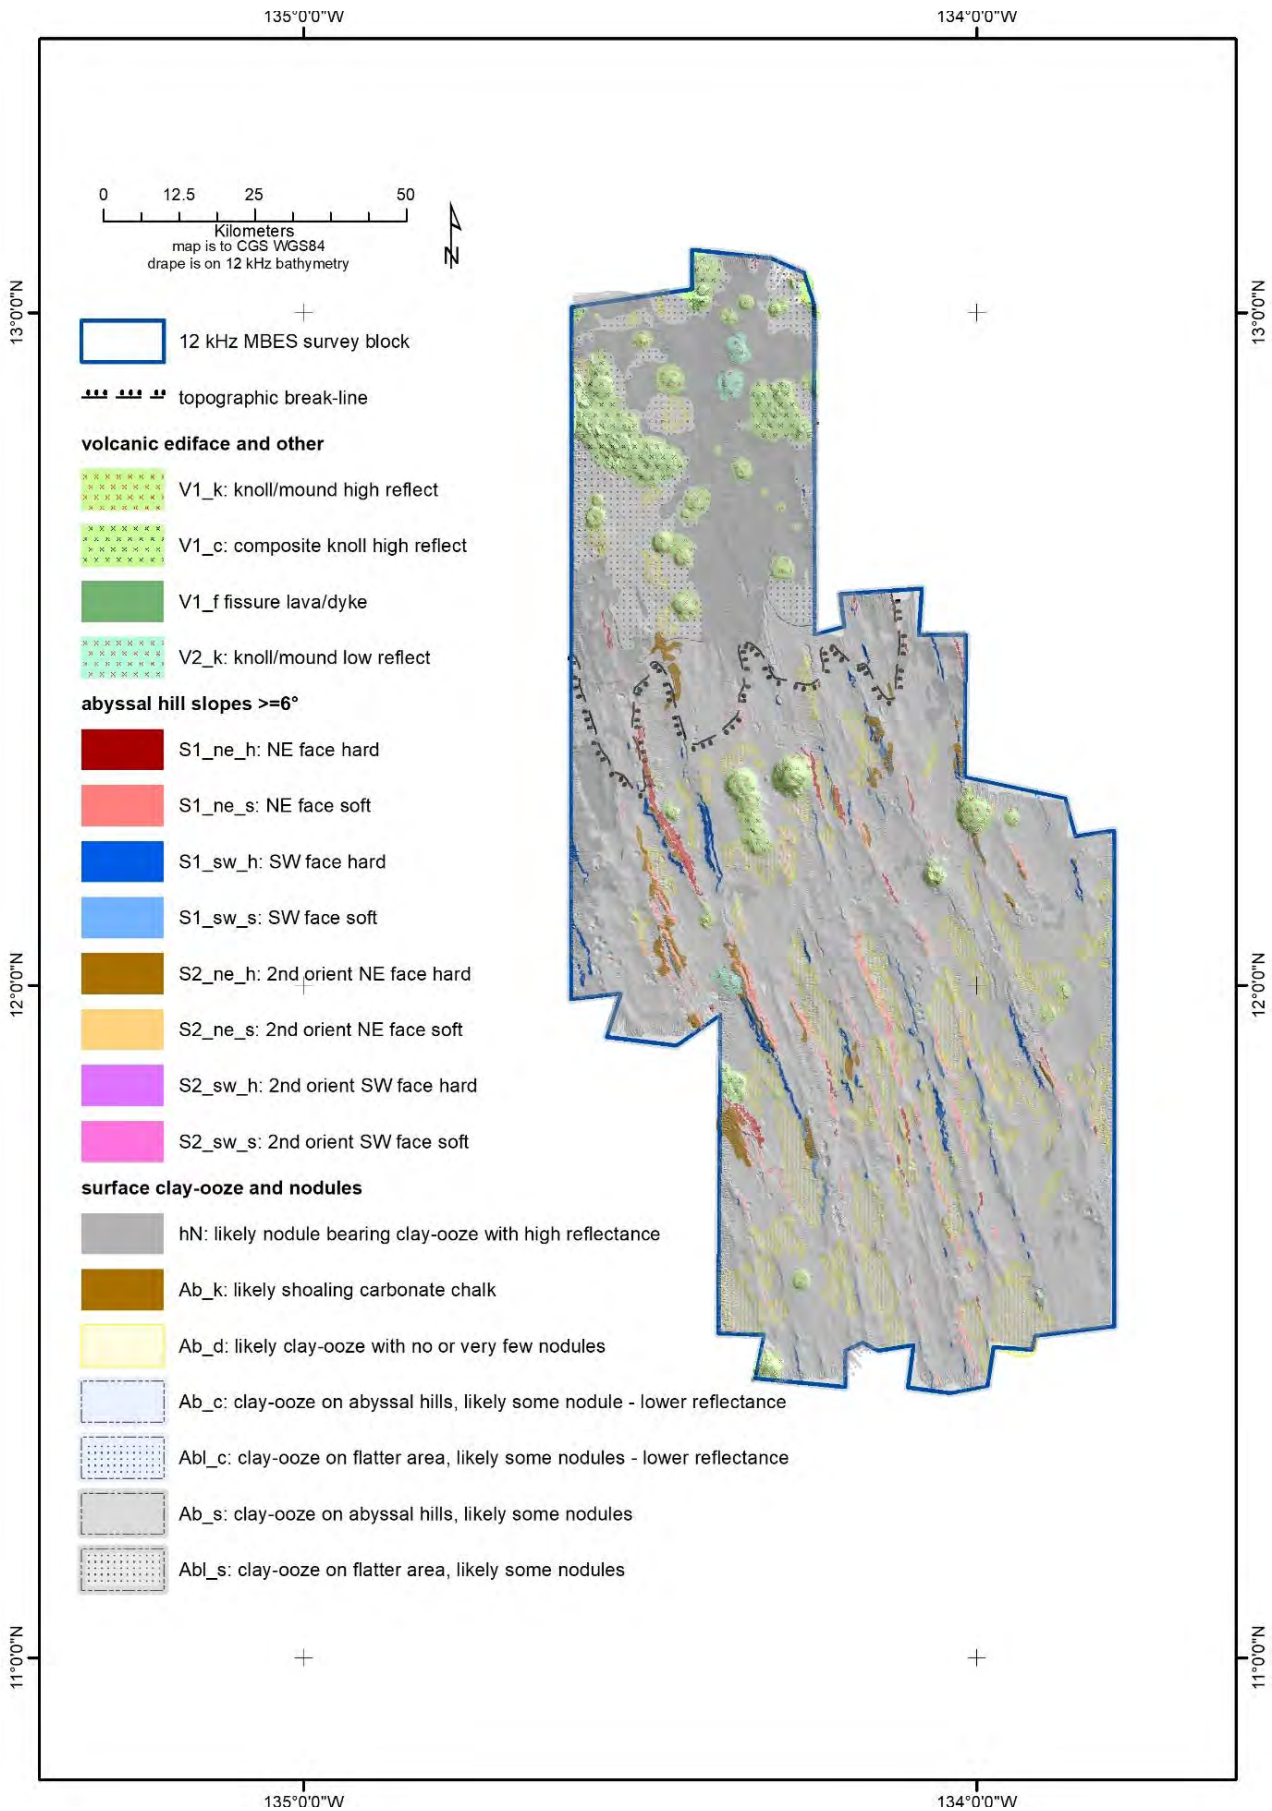 135°0'0"W 134°0'0"W
0 12.5 25 50
Kilometers
map is to CGS WGS84
drape is on 12 kHz bathymetry
N
13°0'0"N 13°0'0"N
12 kHz MBES survey block
topographic break-line
volcanic ediface and other
V1_k: knoll/mound high reflect
V1_c: composite knoll high reflect
V1_f fissure lava/dyke
V2_k: knoll/mound low reflect
abyssal hill slopes >=6°
S1_ne_h: NE face hard
S1_ne_s: NE face soft
S1_sw_h: SW face hard
S1_sw_s: SW face soft
S2_ne_h: 2nd orient NE face hard
12°0'0"N 12°0'0"N
S2_ne_s: 2nd orient NE face soft
S2_sw_h: 2nd orient SW face hard
S2_sw_s: 2nd orient SW face soft
surface clay-ooze and nodules
hN: likely nodule bearing clay-ooze with high reflectance
Ab_k: likely shoaling carbonate chalk
Ab_d: likely clay-ooze with no or very few nodules
Ab_c: clay-ooze on abyssal hills, likely some nodule - lower reflectance
Abl_c: clay-ooze on flatter area, likely some nodules - lower reflectance
Ab_s: clay-ooze on abyssal hills, likely some nodules
Abl_s: clay-ooze on flatter area, likely some nodules
11°0'0"N 11°0'0"N
135°0'0"W 134°0'0"W